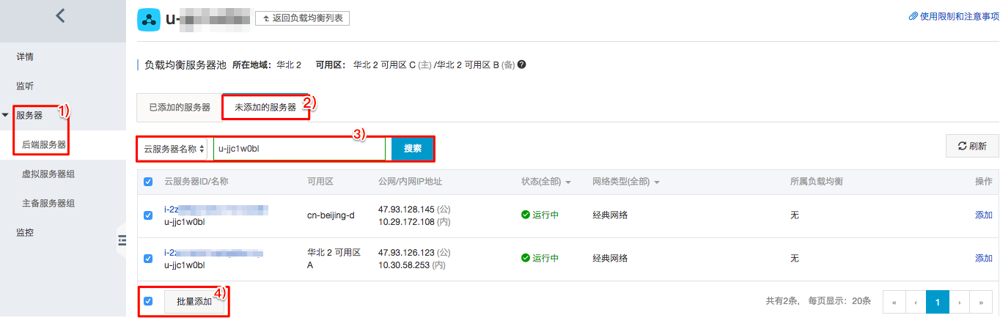 u-
返回负载均衡列表
使用限制和注意事项
详情
监听
服务器
1)
后端服务器
虚拟服务器组
主备服务器组
监控
负载均衡服务器池 所在地域：华北 2 可用区： 华北 2 可用区 C (主) /华北 2 可用区 B (备)
已添加的服务器 未添加的服务器 2)
3)
云服务器名称 u-jjc1w0bl 搜索 刷新
云服务器ID/名称 可用区 公网/内网IP地址 状态(全部) 网络类型(全部) 所属负载均衡 操作
i-2z
u-jjc1w0bl
cn-beijing-d
47.93.128.145 (公)
10.29.172.108 (内)
运行中 经典网络 无 添加
i-2z
u-jjc1w0bl
华北 2 可用区
A
47.93.126.123 (公)
10.30.58.253 (内)
运行中 经典网络 无 添加
批量添加 4)
共有2条， 每页显示：20条 « ‹ 1 › »